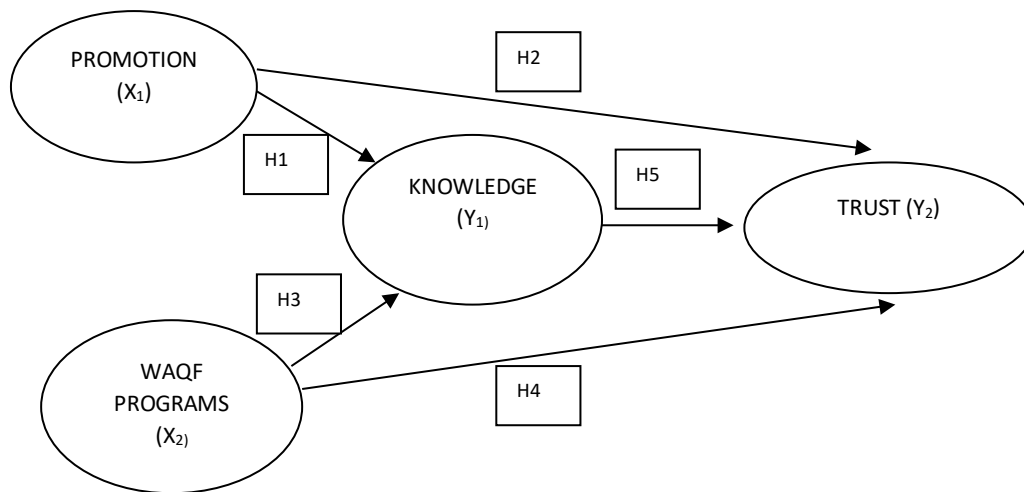 PROMOTION
(X₁)
H2
H1
KNOWLEDGE
(Y₁)
H5
TRUST (Y₂)
H3
WAQF
PROGRAMS
(X₂)
H4